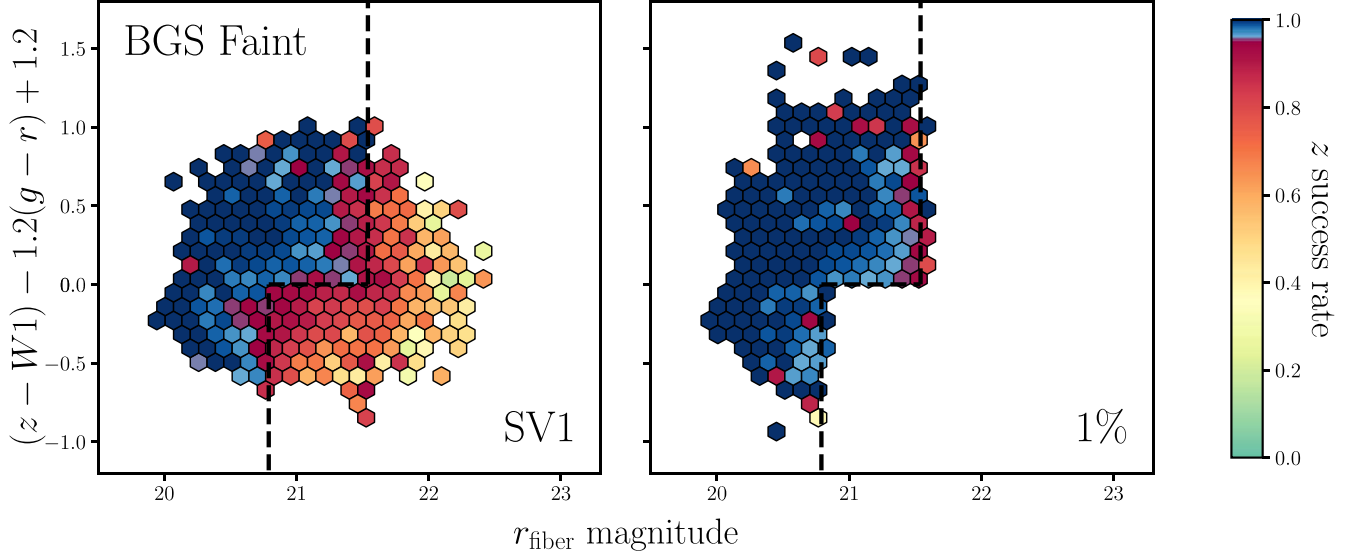 BGS Faint
SV1
1%
(z − W1) − 1.2(g − r) + 1.2
1.5
1.0
0.5
0.0
−0.5
−1.0
20 21 22 23
20 21 22 23
r_fiber magnitude
1.0
0.8
0.6
0.4
0.2
0.0
z success rate